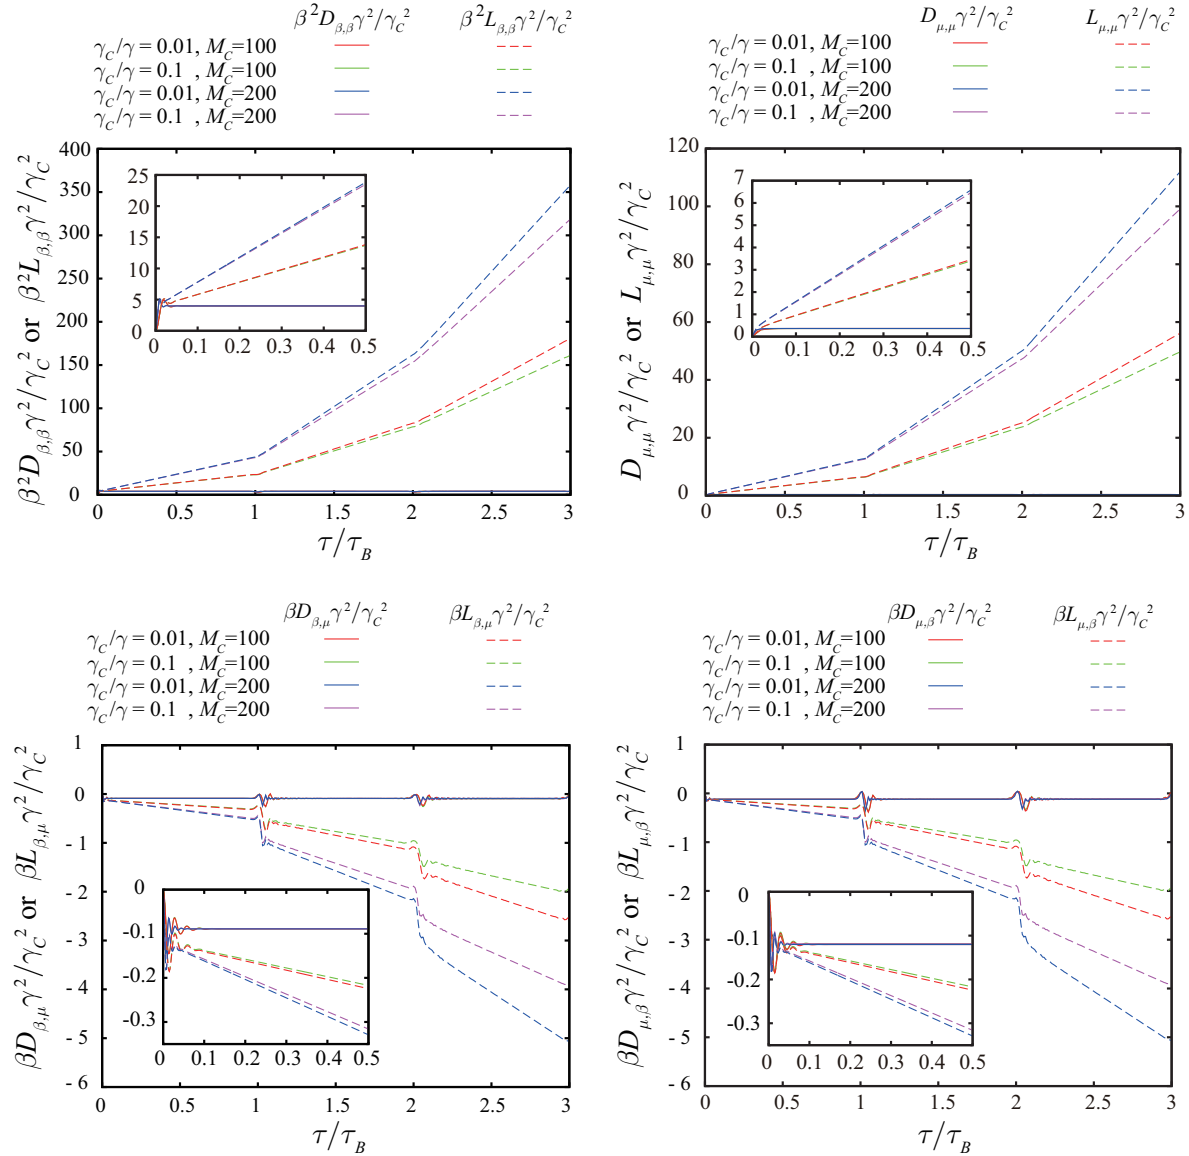 β²D_{β,β}γ²/γ_C² β²L_{β,β}γ²/γ_C²
γ_C/γ = 0.01, M_C=100
γ_C/γ = 0.1 , M_C=100
γ_C/γ = 0.01, M_C=200
γ_C/γ = 0.1 , M_C=200
β²D_{β,β}γ²/γ_C² or β²L_{β,β}γ²/γ_C²
400
350
300
250
200
150
100
50
0
25
20
15
10
5
0
0 0.1 0.2 0.3 0.4 0.5
0 0.5 1 1.5 2 2.5 3
τ/τ_B
D_{μ,μ}γ²/γ_C² L_{μ,μ}γ²/γ_C²
γ_C/γ = 0.01, M_C=100
γ_C/γ = 0.1 , M_C=100
γ_C/γ = 0.01, M_C=200
γ_C/γ = 0.1 , M_C=200
D_{μ,μ}γ²/γ_C² or L_{μ,μ}γ²/γ_C²
120
100
80
60
40
20
0
7
6
5
4
3
2
1
0
0 0.1 0.2 0.3 0.4 0.5
0 0.5 1 1.5 2 2.5 3
τ/τ_B
βD_{β,μ}γ²/γ_C² βL_{β,μ}γ²/γ_C²
γ_C/γ = 0.01, M_C=100
γ_C/γ = 0.1 , M_C=100
γ_C/γ = 0.01, M_C=200
γ_C/γ = 0.1 , M_C=200
βD_{β,μ}γ²/γ_C² or βL_{β,μ}γ²/γ_C²
1
0
-1
-2
-3
-4
-5
-6
0
-0.1
-0.2
-0.3
0 0.1 0.2 0.3 0.4 0.5
0 0.5 1 1.5 2 2.5 3
τ/τ_B
βD_{μ,β}γ²/γ_C² βL_{μ,β}γ²/γ_C²
γ_C/γ = 0.01, M_C=100
γ_C/γ = 0.1 , M_C=100
γ_C/γ = 0.01, M_C=200
γ_C/γ = 0.1 , M_C=200
βD_{μ,β}γ²/γ_C² or βL_{μ,β}γ²/γ_C²
1
0
-1
-2
-3
-4
-5
-6
0
-0.1
-0.2
-0.3
0 0.1 0.2 0.3 0.4 0.5
0 0.5 1 1.5 2 2.5 3
τ/τ_B